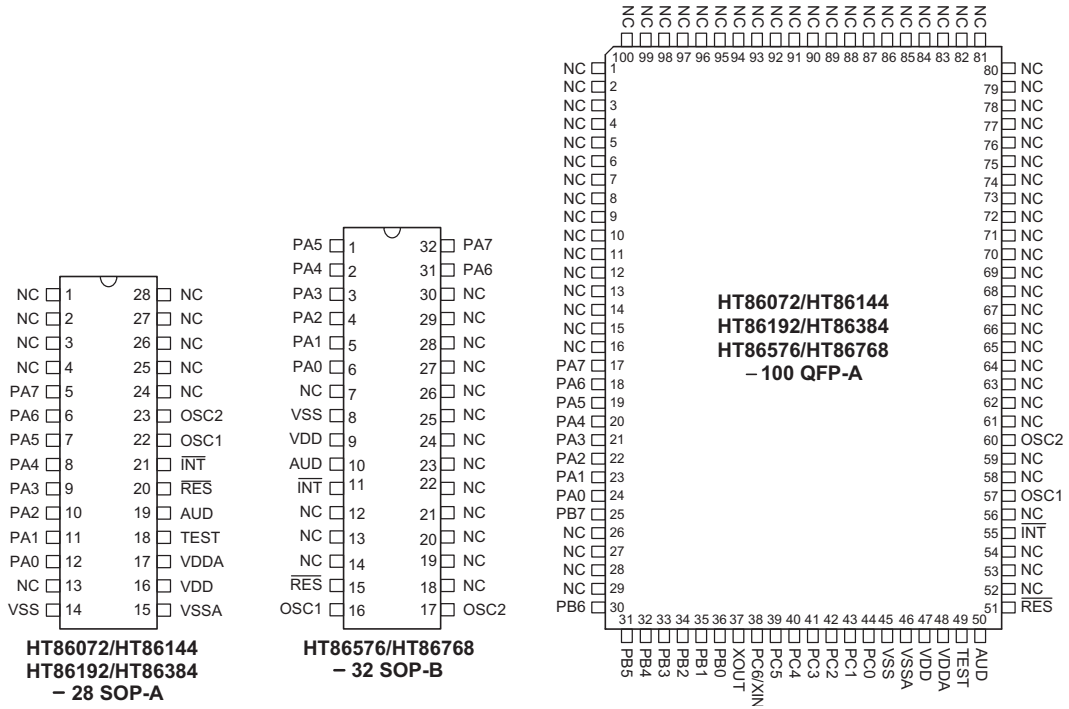 NC 1 28 NC
NC 2 27 NC
NC 3 26 NC
NC 4 25 NC
PA7 5 24 NC
PA6 6 23 OSC2
PA5 7 22 OSC1
PA4 8 21 INT
PA3 9 20 RES
PA2 10 19 AUD
PA1 11 18 TEST
PA0 12 17 VDDA
NC 13 16 VDD
VSS 14 15 VSSA
HT86072/HT86144
HT86192/HT86384
– 28 SOP-A
PA5 1 32 PA7
PA4 2 31 PA6
PA3 3 30 NC
PA2 4 29 NC
PA1 5 28 NC
PA0 6 27 NC
NC 7 26 NC
VSS 8 25 NC
VDD 9 24 NC
AUD 10 23 NC
INT 11 22 NC
NC 12 21 NC
NC 13 20 NC
NC 14 19 NC
RES 15 18 NC
OSC1 16 17 OSC2
HT86576/HT86768
– 32 SOP-B
NC NC NC NC NC NC NC NC NC NC NC NC NC NC NC NC NC NC NC NC
100 99 98 97 96 95 94 93 92 91 90 89 88 87 86 85 84 83 82 81
NC 1 80 NC
NC 2 79 NC
NC 3 78 NC
NC 4 77 NC
NC 5 76 NC
NC 6 75 NC
NC 7 74 NC
NC 8 73 NC
NC 9 72 NC
NC 10 71 NC
NC 11 70 NC
NC 12 69 NC
NC 13 68 NC
NC 14 67 NC
NC 15 66 NC
NC 16 65 NC
PA7 17 64 NC
PA6 18 63 NC
PA5 19 62 NC
PA4 20 61 NC
PA3 21 60 OSC2
PA2 22 59 NC
PA1 23 58 NC
PA0 24 57 OSC1
PB7 25 56 NC
NC 26 55 INT
NC 27 54 NC
NC 28 53 NC
NC 29 52 NC
PB6 30 51 RES
HT86072/HT86144
HT86192/HT86384
HT86576/HT86768
– 100 QFP-A
31 32 33 34 35 36 37 38 39 40 41 42 43 44 45 46 47 48 49 50
PB5 PB4 PB3 PB2 PB1 PB0 XOUT PC6/XIN PC5 PC4 PC3 PC2 PC1 PC0 VSS VSSA VDD VDDA TEST AUD